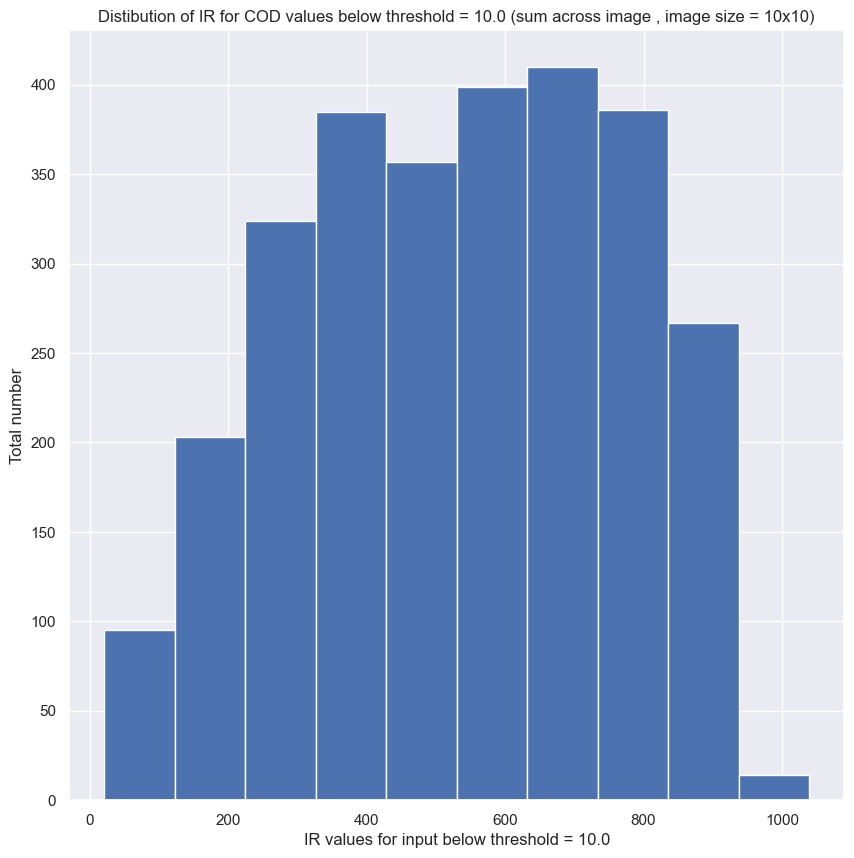 Distibution of IR for COD values below threshold = 10.0 (sum across image , image size = 10x10)
400
350
300
250
200
150
100
50
0
Total number
0 200 400 600 800 1000
IR values for input below threshold = 10.0